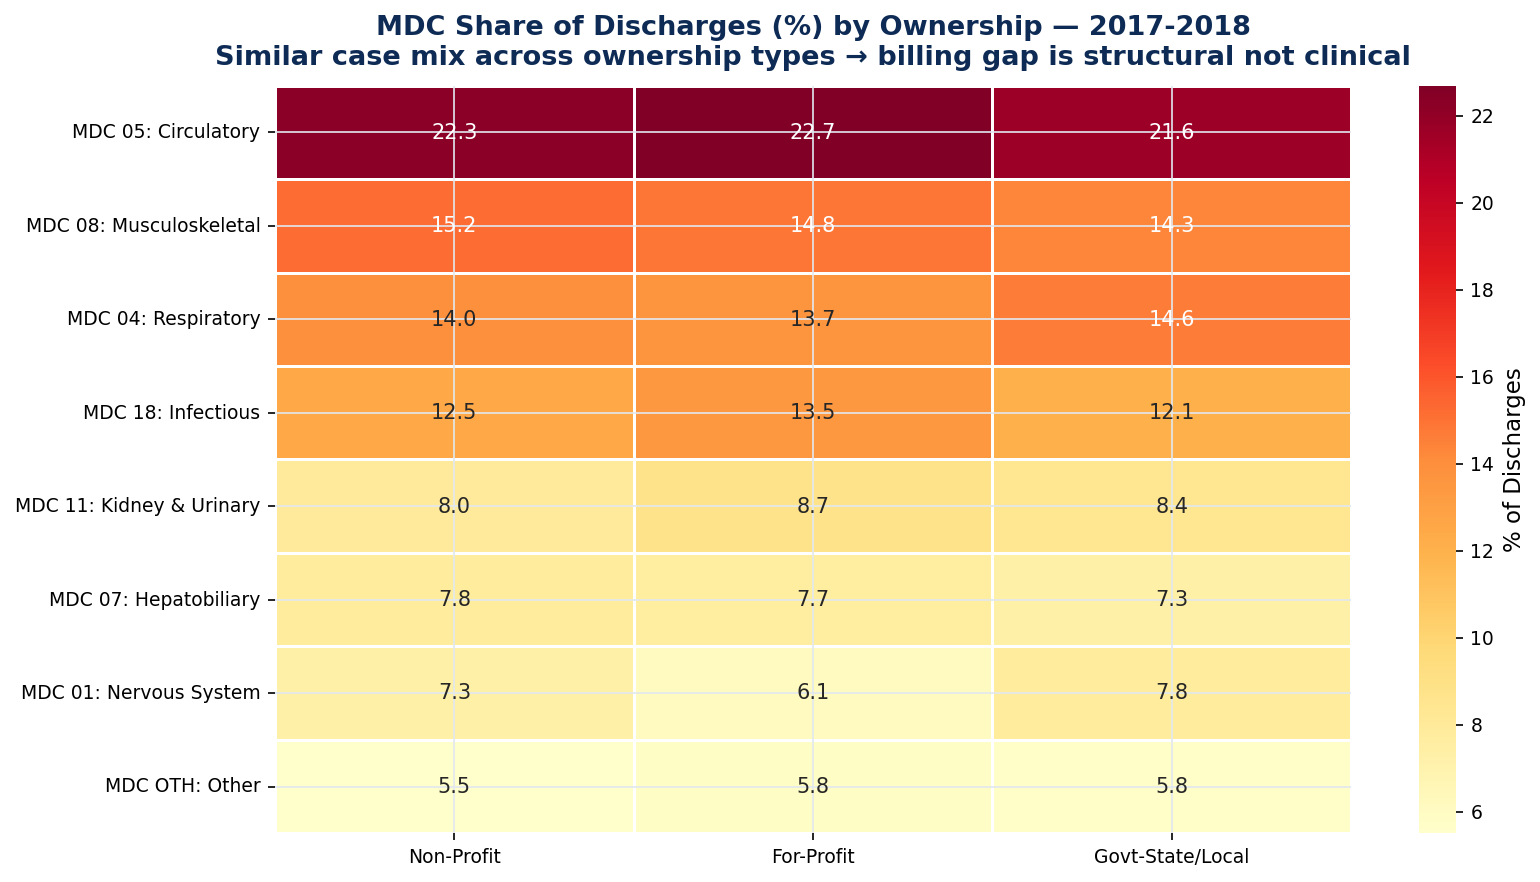 MDC Share of Discharges (%) by Ownership — 2017-2018
Similar case mix across ownership types → billing gap is structural not clinical
MDC 05: Circulatory 22.3 22.7 21.6
MDC 08: Musculoskeletal 15.2 14.8 14.3
MDC 04: Respiratory 14.0 13.7 14.6
MDC 18: Infectious 12.5 13.5 12.1
MDC 11: Kidney & Urinary 8.0 8.7 8.4
MDC 07: Hepatobiliary 7.8 7.7 7.3
MDC 01: Nervous System 7.3 6.1 7.8
MDC OTH: Other 5.5 5.8 5.8
Non-Profit For-Profit Govt-State/Local
22
20
18
16
14
12
10
8
6
% of Discharges